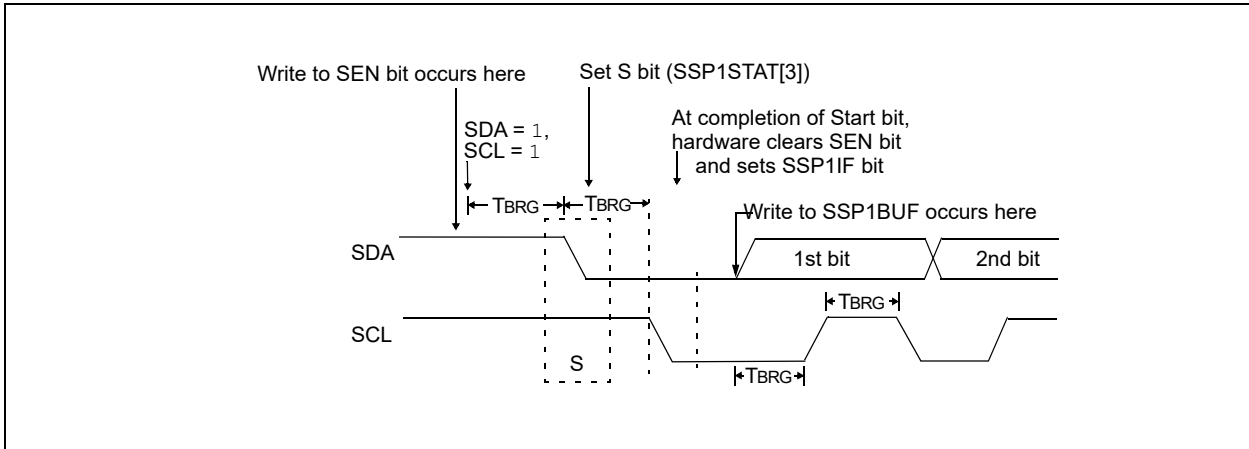 Write to SEN bit occurs here
Set S bit (SSP1STAT[3])
SDA = 1,
SCL = 1
At completion of Start bit,
hardware clears SEN bit
and sets SSP1IF bit
TBRG
TBRG
Write to SSP1BUF occurs here
SDA
1st bit
2nd bit
TBRG
SCL
S
TBRG